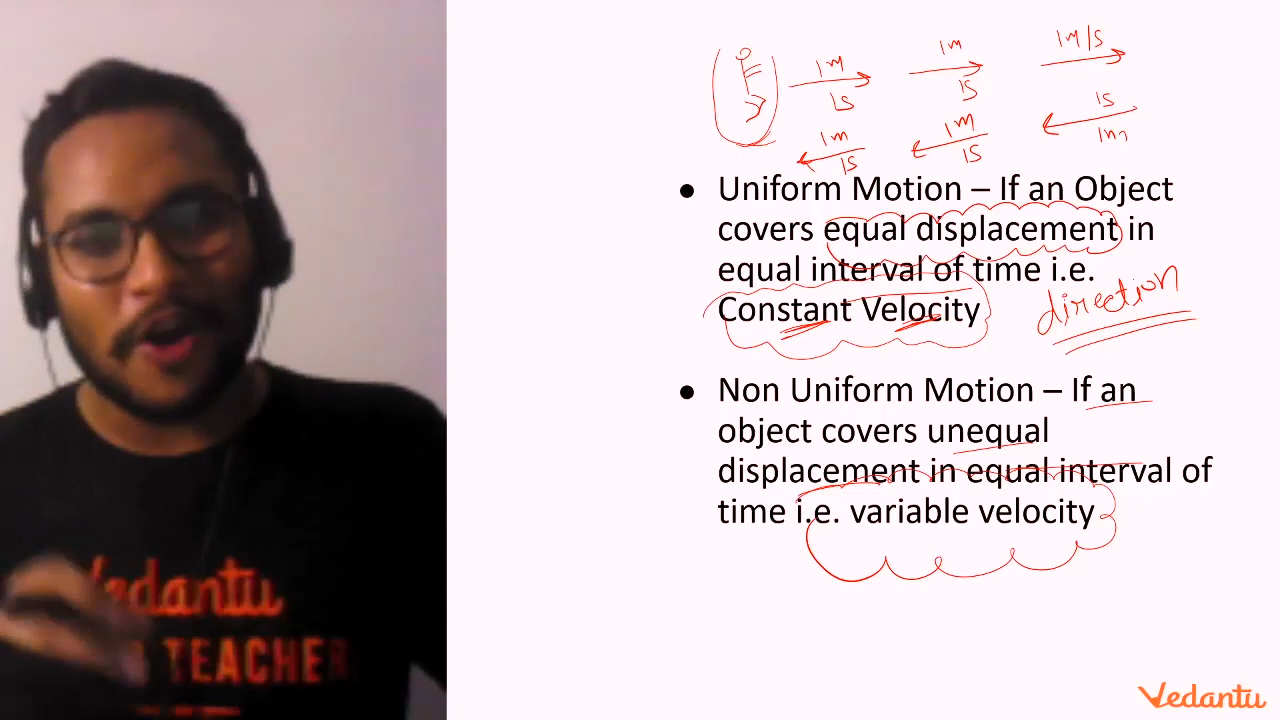 1m 1m 1m/s
1s 1s
1s
1m 1m 1m
1s 1s
● Uniform Motion – If an Object
covers equal displacement in
equal interval of time i.e.
Constant Velocity
direction
● Non Uniform Motion – If an
object covers unequal
displacement in equal interval of
time i.e. variable velocity
Vedantu
TEACHER
Vedantu